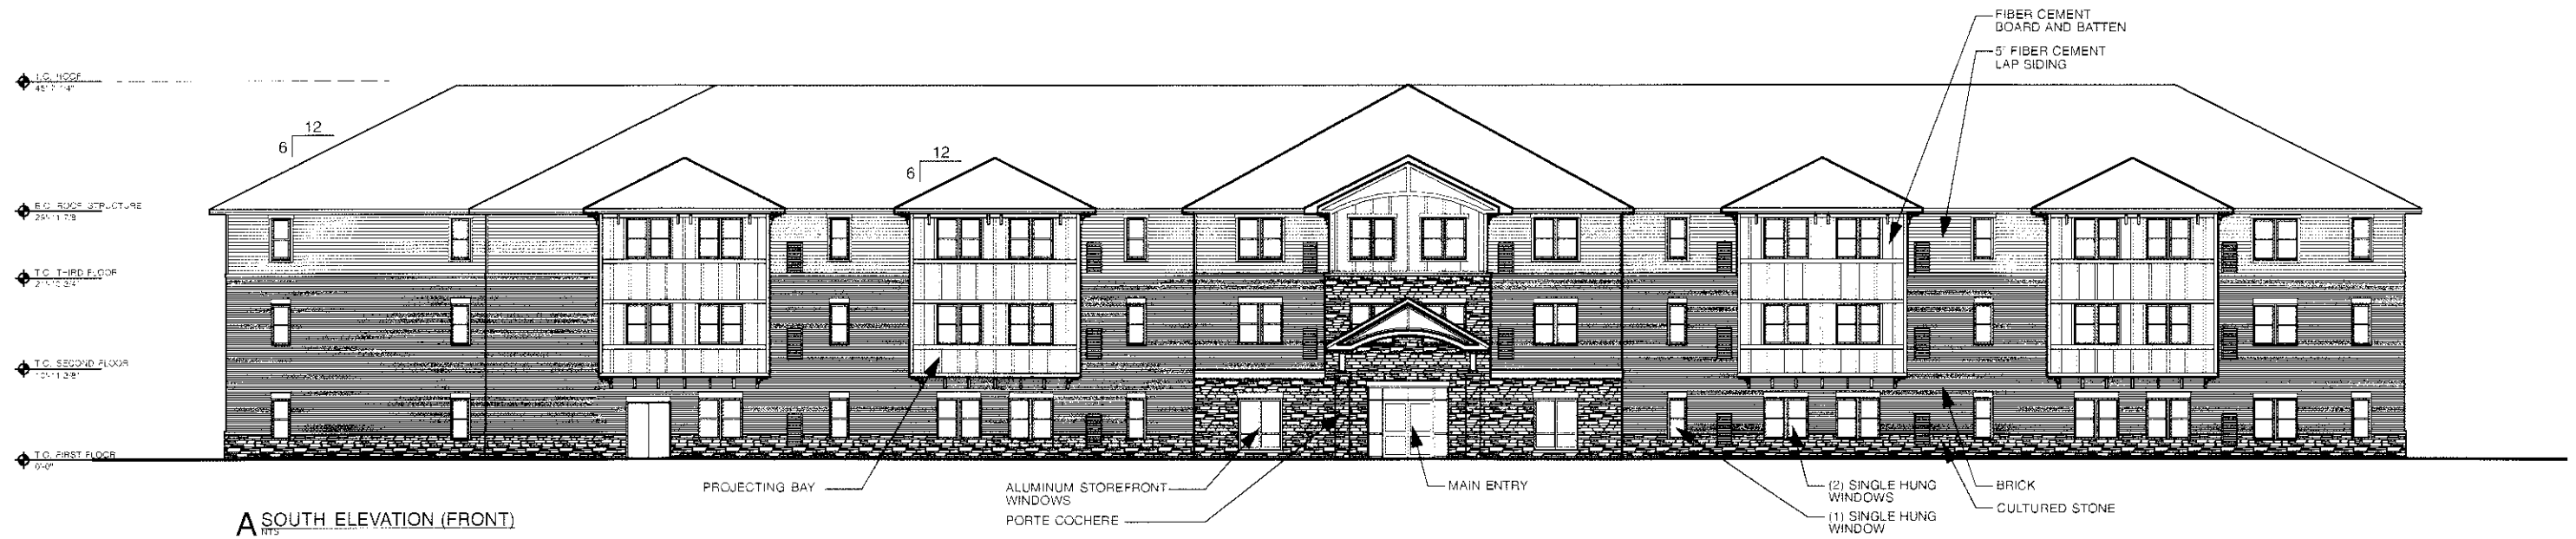 FIBER CEMENT
BOARD AND BATTEN
5" FIBER CEMENT
LAP SIDING
T.O. ROOF
12
6
12
6
B.O. ROOF STRUCTURE
T.O. THIRD FLOOR
T.O. SECOND FLOOR
T.O. FIRST FLOOR
0'-0"
PROJECTING BAY
ALUMINUM STOREFRONT
WINDOWS
PORTE COCHERE
MAIN ENTRY
(2) SINGLE HUNG
WINDOWS
(1) SINGLE HUNG
WINDOW
BRICK
CULTURED STONE
A SOUTH ELEVATION (FRONT)
NTS